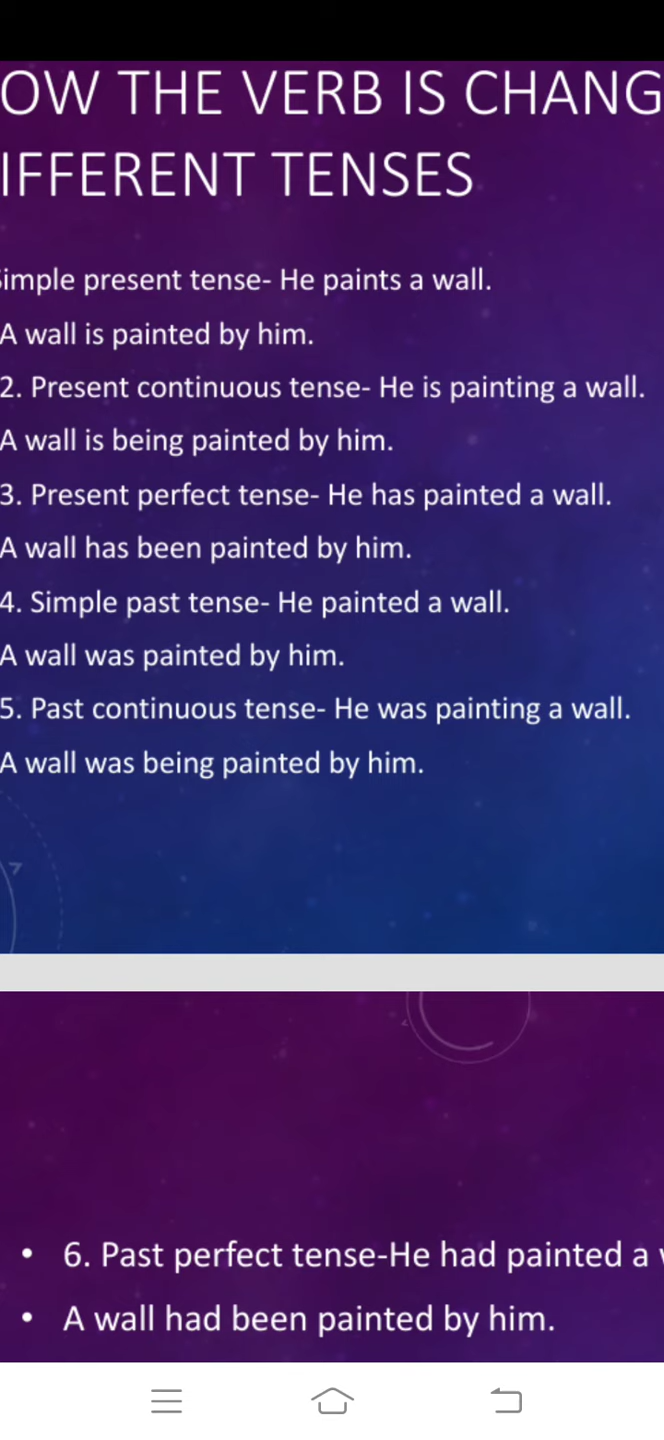 OW THE VERB IS CHANG
IFFERENT TENSES
imple present tense- He paints a wall.
A wall is painted by him.
2. Present continuous tense- He is painting a wall.
A wall is being painted by him.
3. Present perfect tense- He has painted a wall.
A wall has been painted by him.
4. Simple past tense- He painted a wall.
A wall was painted by him.
5. Past continuous tense- He was painting a wall.
A wall was being painted by him.
• 6. Past perfect tense-He had painted a
• A wall had been painted by him.